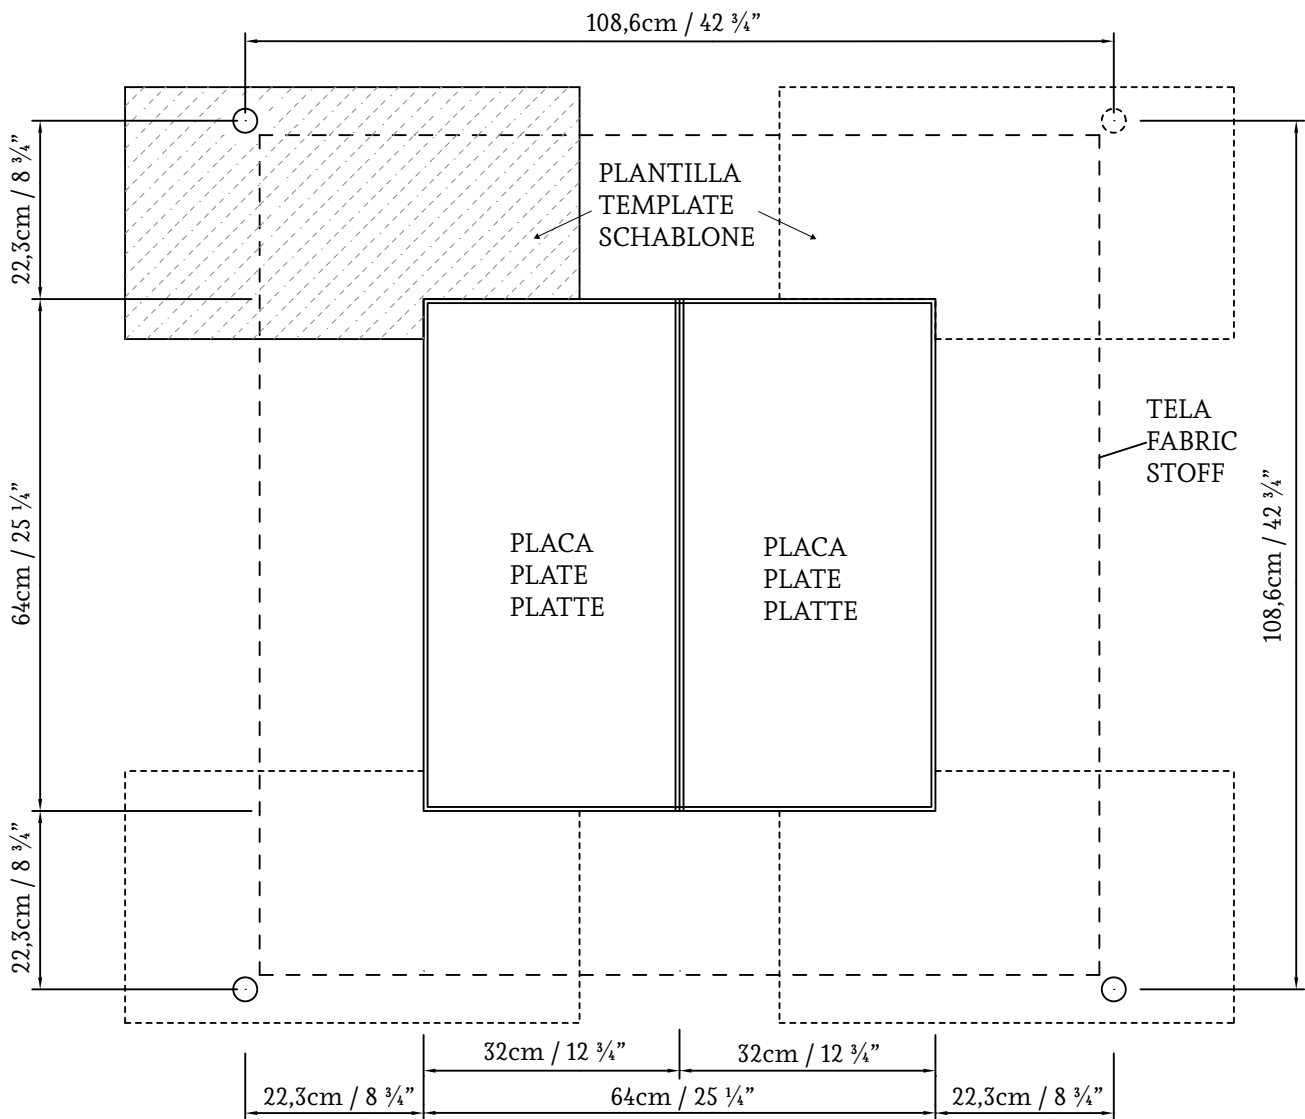 108,6cm / 42 ¾”
22,3cm / 8 ¾”
PLANTILLA
TEMPLATE
SCHABLONE
TELA
FABRIC
STOFF
64cm / 25 ¼”
108,6cm / 42 ¾”
PLACA
PLATE
PLATTE
PLACA
PLATE
PLATTE
22,3cm / 8 ¾”
32cm / 12 ¾”
32cm / 12 ¾”
22,3cm / 8 ¾”
64cm / 25 ¼”
22,3cm / 8 ¾”